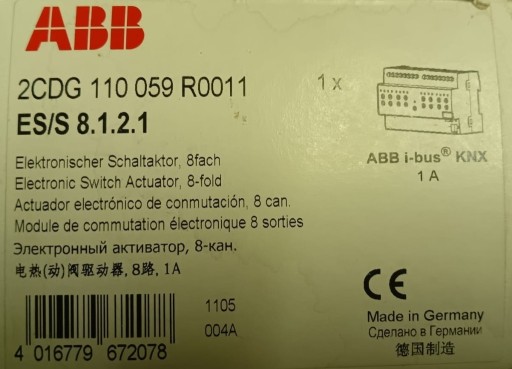 ABB
2CDG 110 059 R0011
1 x
ES/S 8.1.2.1
ABB i-bus® KNX
1 A
Elektronischer Schaltaktor, 8fach
Electronic Switch Actuator, 8-fold
Actuador electrónico de conmutación, 8 can.
Module de commutation électronique 8 sorties
Электронный активатор, 8-кан.
电热(动)阀驱动器,8路,1A
1105
004A
4 016779 672078
CE
Made in Germany
Сделано в Германии
德国制造